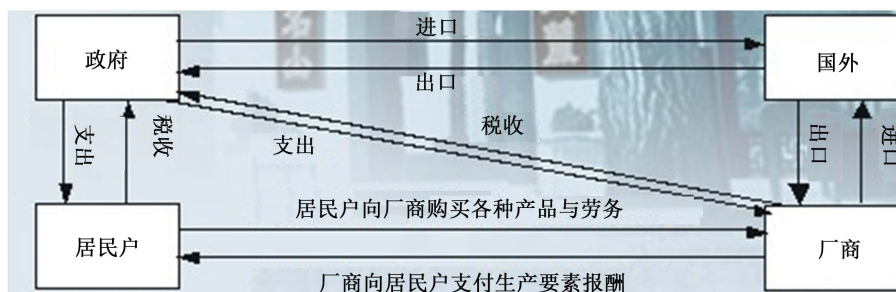 进口
政府
国外
出口
支出
税收
税收
支出
出口
进口
居民户向厂商购买各种产品与劳务
居民户
厂商
厂商向居民户支付生产要素报酬